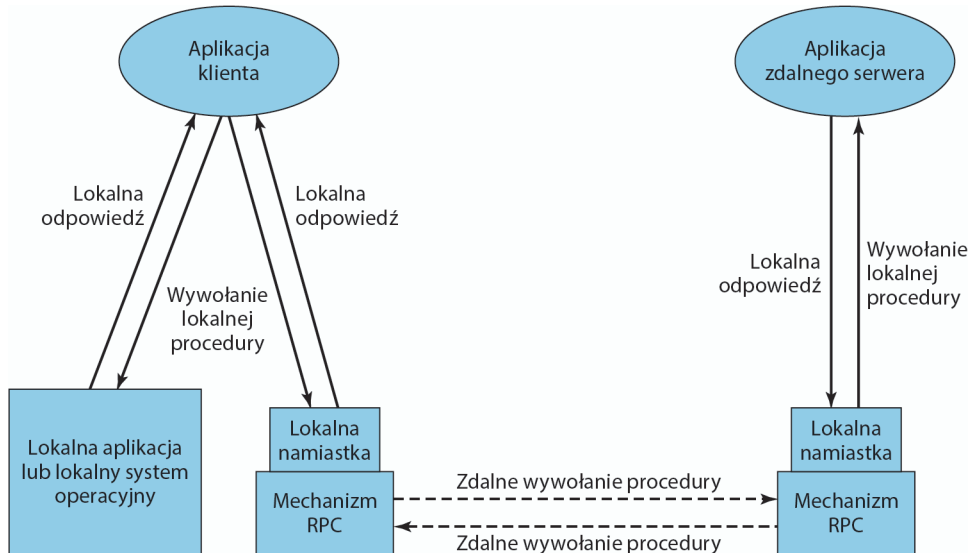 Aplikacja
klienta
Aplikacja
zdalnego serwera
Lokalna
odpowiedź
Lokalna
odpowiedź
Wywołanie
lokalnej
procedury
Lokalna
odpowiedź
Wywołanie
lokalnej
procedury
Lokalna aplikacja
lub lokalny system
operacyjny
Lokalna
namiastka
Mechanizm
RPC
Zdalne wywołanie procedury
Zdalne wywołanie procedury
Lokalna
namiastka
Mechanizm
RPC